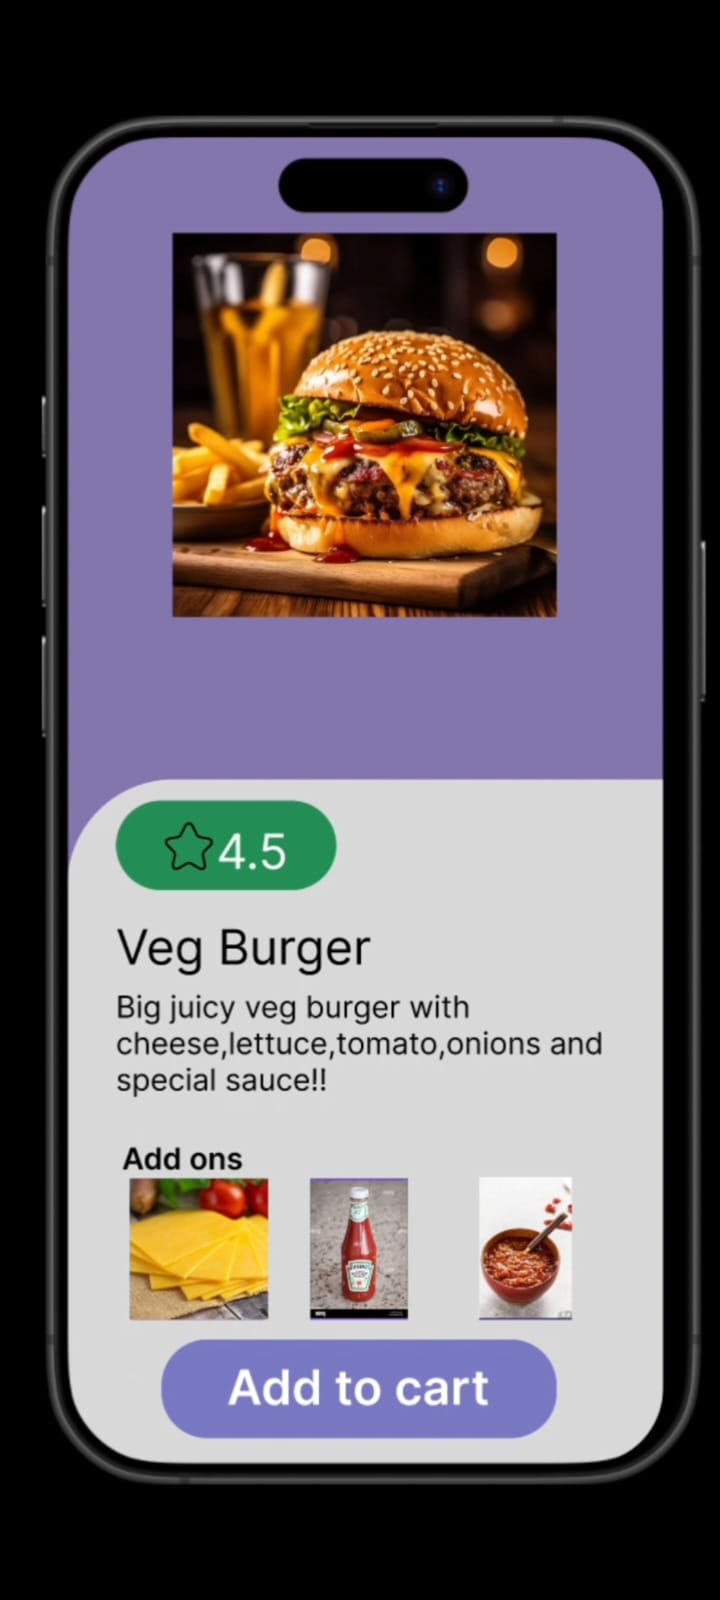 4.5
Veg Burger
Big juicy veg burger with
cheese,lettuce,tomato,onions and
special sauce!!
Add ons
HEINZ
Add to cart